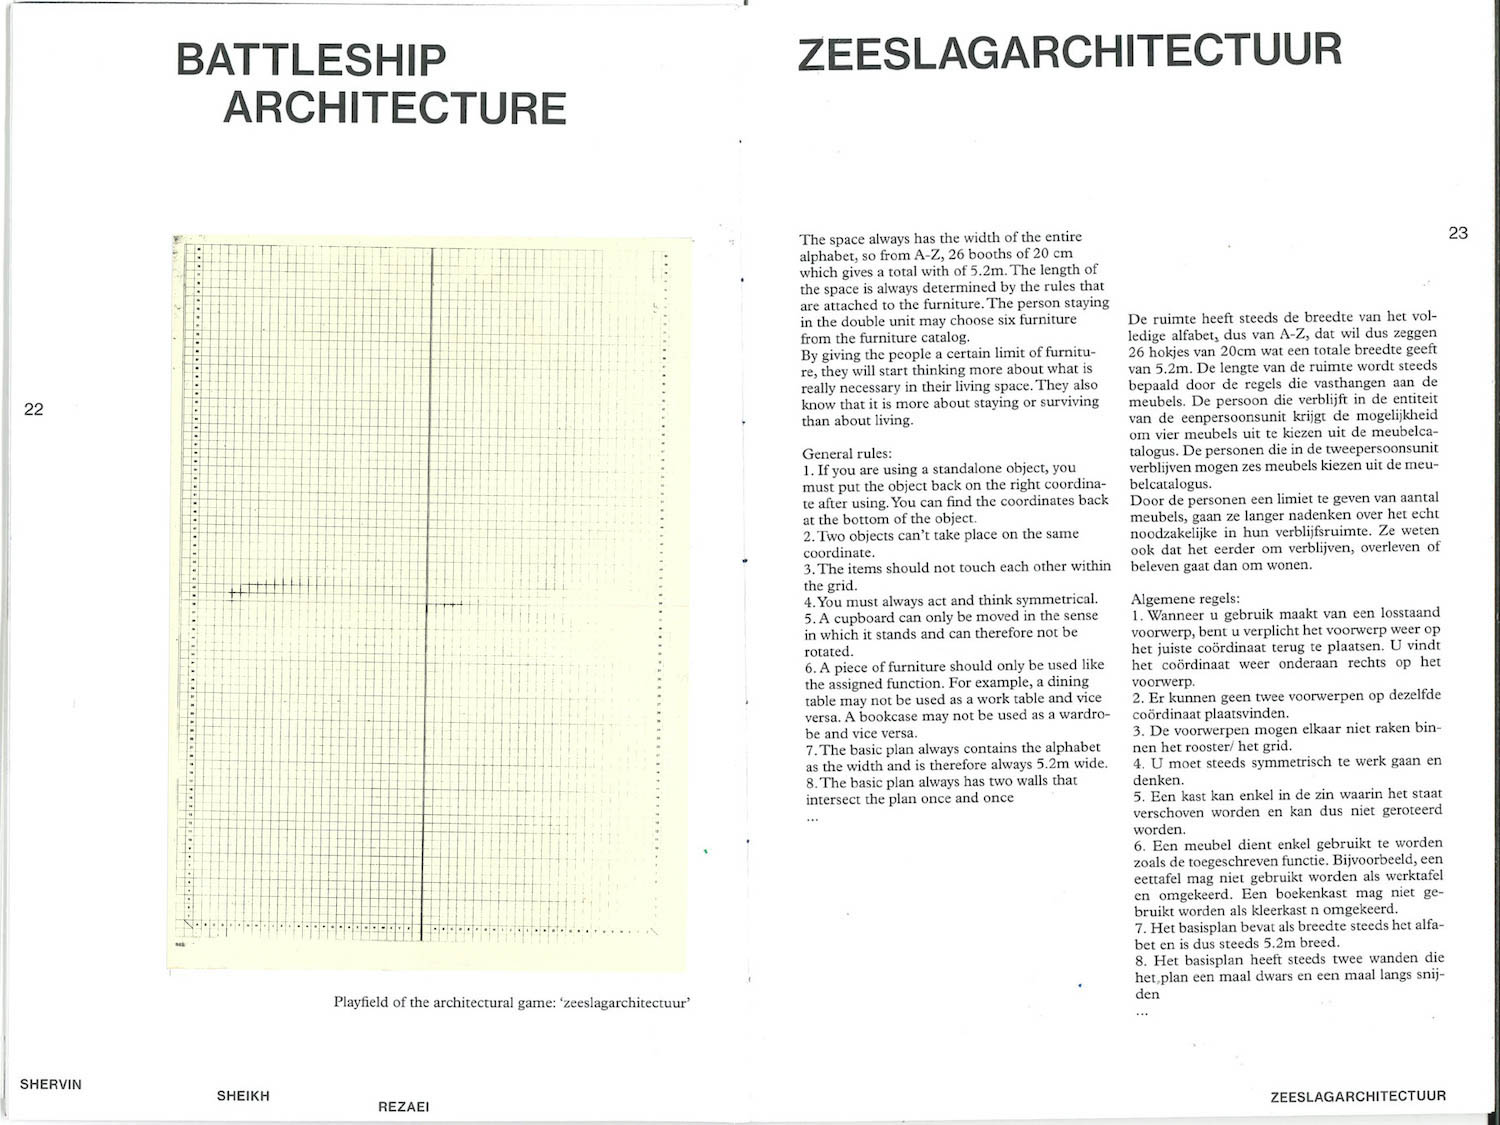 BATTLESHIP
ARCHITECTURE
22
Playfield of the architectural game: ‘zeeslagarchitectuur’
SHERVIN
SHEIKH
REZAEI
ZEESLAGARCHITECTUUR
23
The space always has the width of the entire
alphabet, so from A-Z, 26 booths of 20 cm
which gives a total with of 5.2m. The length of
the space is always determined by the rules that
are attached to the furniture. The person staying
in the double unit may choose six furniture
from the furniture catalog.
By giving the people a certain limit of furnitu-
re, they will start thinking more about what is
really necessary in their living space. They also
know that it is more about staying or surviving
than about living.
General rules:
1. If you are using a standalone object, you
must put the object back on the right coordina-
te after using. You can find the coordinates back
at the bottom of the object.
2. Two objects can’t take place on the same
coordinate.
3. The items should not touch each other within
the grid.
4. You must always act and think symmetrical.
5. A cupboard can only be moved in the sense
in which it stands and can therefore not be
rotated.
6. A piece of furniture should only be used like
the assigned function. For example, a dining
table may not be used as a work table and vice
versa. A bookcase may not be used as a wardro-
be and vice versa.
7. The basic plan always contains the alphabet
as the width and is therefore always 5.2m wide.
8. The basic plan always has two walls that
intersect the plan once and once
...
De ruimte heeft steeds de breedte van het vol-
ledige alfabet, dus van A-Z, dat wil dus zeggen
26 hokjes van 20cm wat een totale breedte geeft
van 5.2m. De lengte van de ruimte wordt steeds
bepaald door de regels die vasthangen aan de
meubels. De persoon die verblijft in de entiteit
van de eenpersoonsunit krijgt de mogelijkheid
om vier meubels uit te kiezen uit de meubelca-
talogus. De personen die in de tweepersoonsunit
verblijven mogen zes meubels kiezen uit de meu-
belcatalogus.
Door de personen een limiet te geven van aantal
meubels, gaan ze langer nadenken over het echt
noodzakelijke in hun verblijfsruimte. Ze weten
ook dat het eerder om verblijven, overleven of
beleven gaat dan om wonen.
Algemene regels:
1. Wanneer u gebruik maakt van een losstaand
voorwerp, bent u verplicht het voorwerp weer op
het juiste coördinaat terug te plaatsen. U vindt
het coördinaat weer onderaan rechts op het
voorwerp.
2. Er kunnen geen twee voorwerpen op dezelfde
coördinaat plaatsvinden.
3. De voorwerpen mogen elkaar niet raken bin-
nen het rooster/ het grid.
4. U moet steeds symmetrisch te werk gaan en
denken.
5. Een kast kan enkel in de zin waarin het staat
verschoven worden en kan dus niet geroteerd
worden.
6. Een meubel dient enkel gebruikt te worden
zoals de toegeschreven functie. Bijvoorbeeld, een
eettafel mag niet gebruikt worden als werktafel
en omgekeerd. Een boekenkast mag niet ge-
bruikt worden als kleerkast n omgekeerd.
7. Het basisplan bevat als breedte steeds het alfa-
bet en is dus steeds 5.2m breed.
8. Het basisplan heeft steeds twee wanden die
het plan een maal dwars en een maal langs snij-
den
...
ZEESLAGARCHITECTUUR